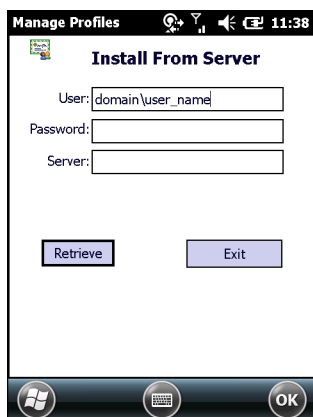 Manage Profiles 11:38
Install From Server
User: domain\user_name
Password:
Server:
Retrieve Exit
OK